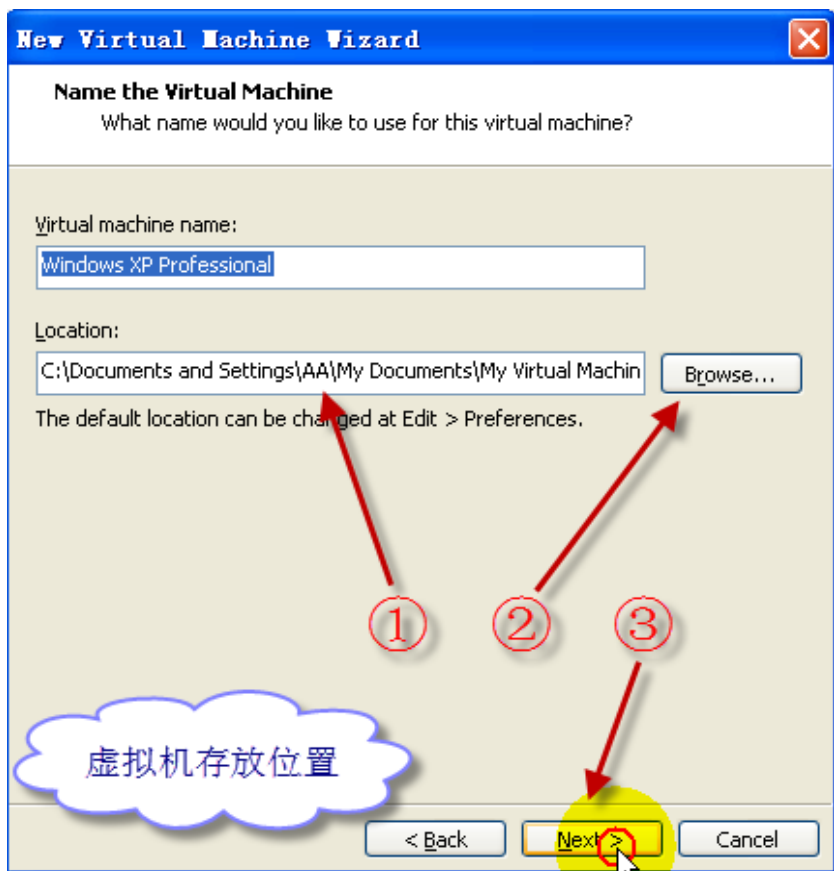 New Virtual Machine Wizard
Name the Virtual Machine
What name would you like to use for this virtual machine?
Virtual machine name:
Windows XP Professional
Location:
C:\Documents and Settings\AA\My Documents\My Virtual Machin
Browse...
The default location can be changed at Edit > Preferences.
① ② ③
虚拟机存放位置
< Back Next > Cancel